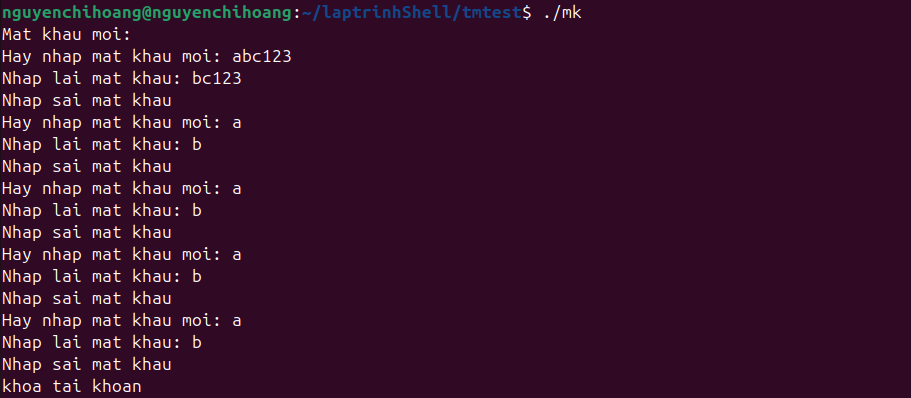 nguyenchihoang@nguyenchihoang:~/laptrinhShell/tmtest$ ./mk
Mat khau moi:
Hay nhap mat khau moi: abc123
Nhap lai mat khau: bc123
Nhap sai mat khau
Hay nhap mat khau moi: a
Nhap lai mat khau: b
Nhap sai mat khau
Hay nhap mat khau moi: a
Nhap lai mat khau: b
Nhap sai mat khau
Hay nhap mat khau moi: a
Nhap lai mat khau: b
Nhap sai mat khau
Hay nhap mat khau moi: a
Nhap lai mat khau: b
Nhap sai mat khau
khoa tai khoan